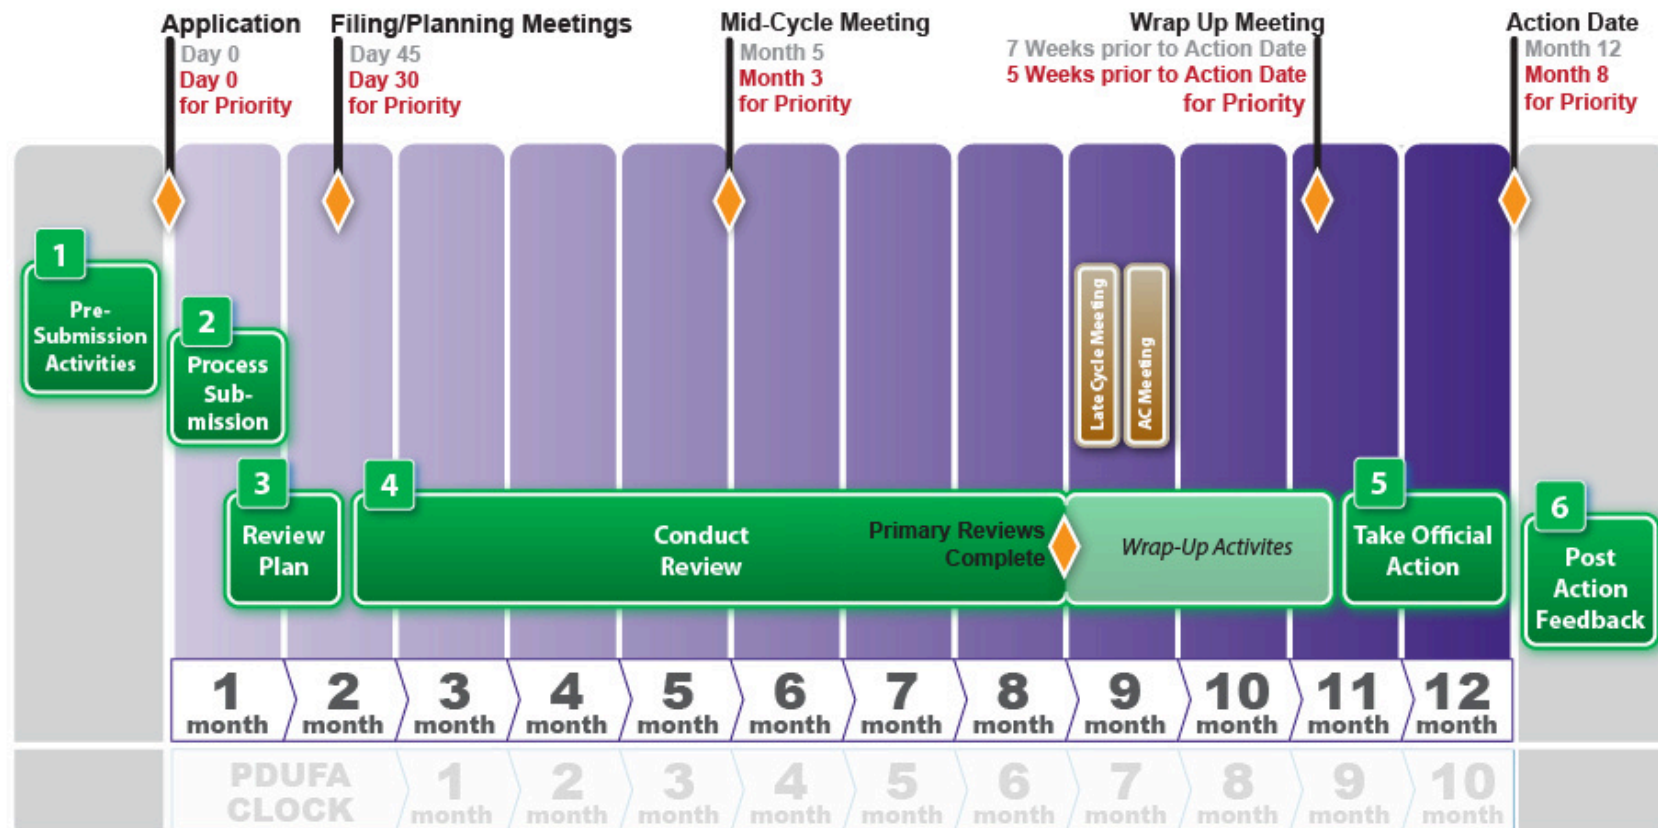 Application
Day 0
Day 0
for Priority
Filing/Planning Meetings
Day 45
Day 30
for Priority
Mid-Cycle Meeting
Month 5
Month 3
for Priority
Wrap Up Meeting
7 Weeks prior to Action Date
5 Weeks prior to Action Date
for Priority
Action Date
Month 12
Month 8
for Priority
1
Pre-
Submission
Activities
2
Process
Sub-
mission
Late Cycle Meeting
AC Meeting
3
Review
Plan
4
Conduct
Review
Primary Reviews
Complete
Wrap-Up Activites
5
Take Official
Action
6
Post
Action
Feedback
1 2 3 4 5 6 7 8 9 10 11 12
month month month month month month month month month month month month
PDUFA
CLOCK
1 2 3 4 5 6 7 8 9 10
month month month month month month month month month month